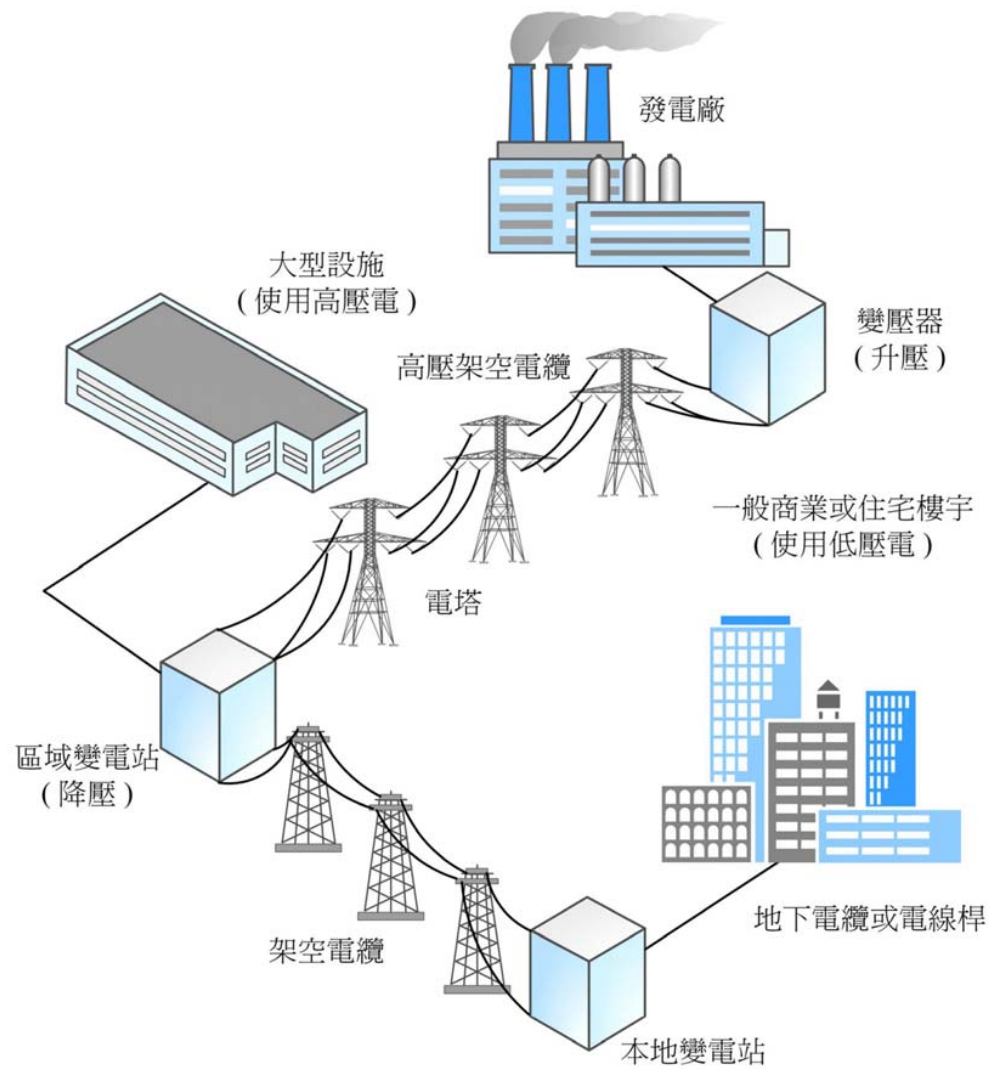 發電廠
大型設施
( 使用高壓電 )
變壓器
( 升壓 )
高壓架空電纜
一般商業或住宅樓宇
( 使用低壓電 )
電塔
區域變電站
( 降壓 )
地下電纜或電線桿
架空電纜
本地變電站